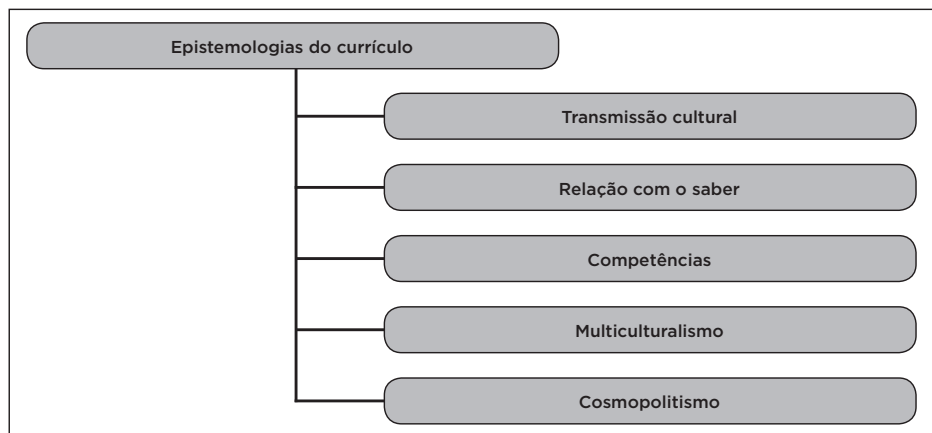 Epistemologias do currículo
Transmissão cultural
Relação com o saber
Competências
Multiculturalismo
Cosmopolitismo